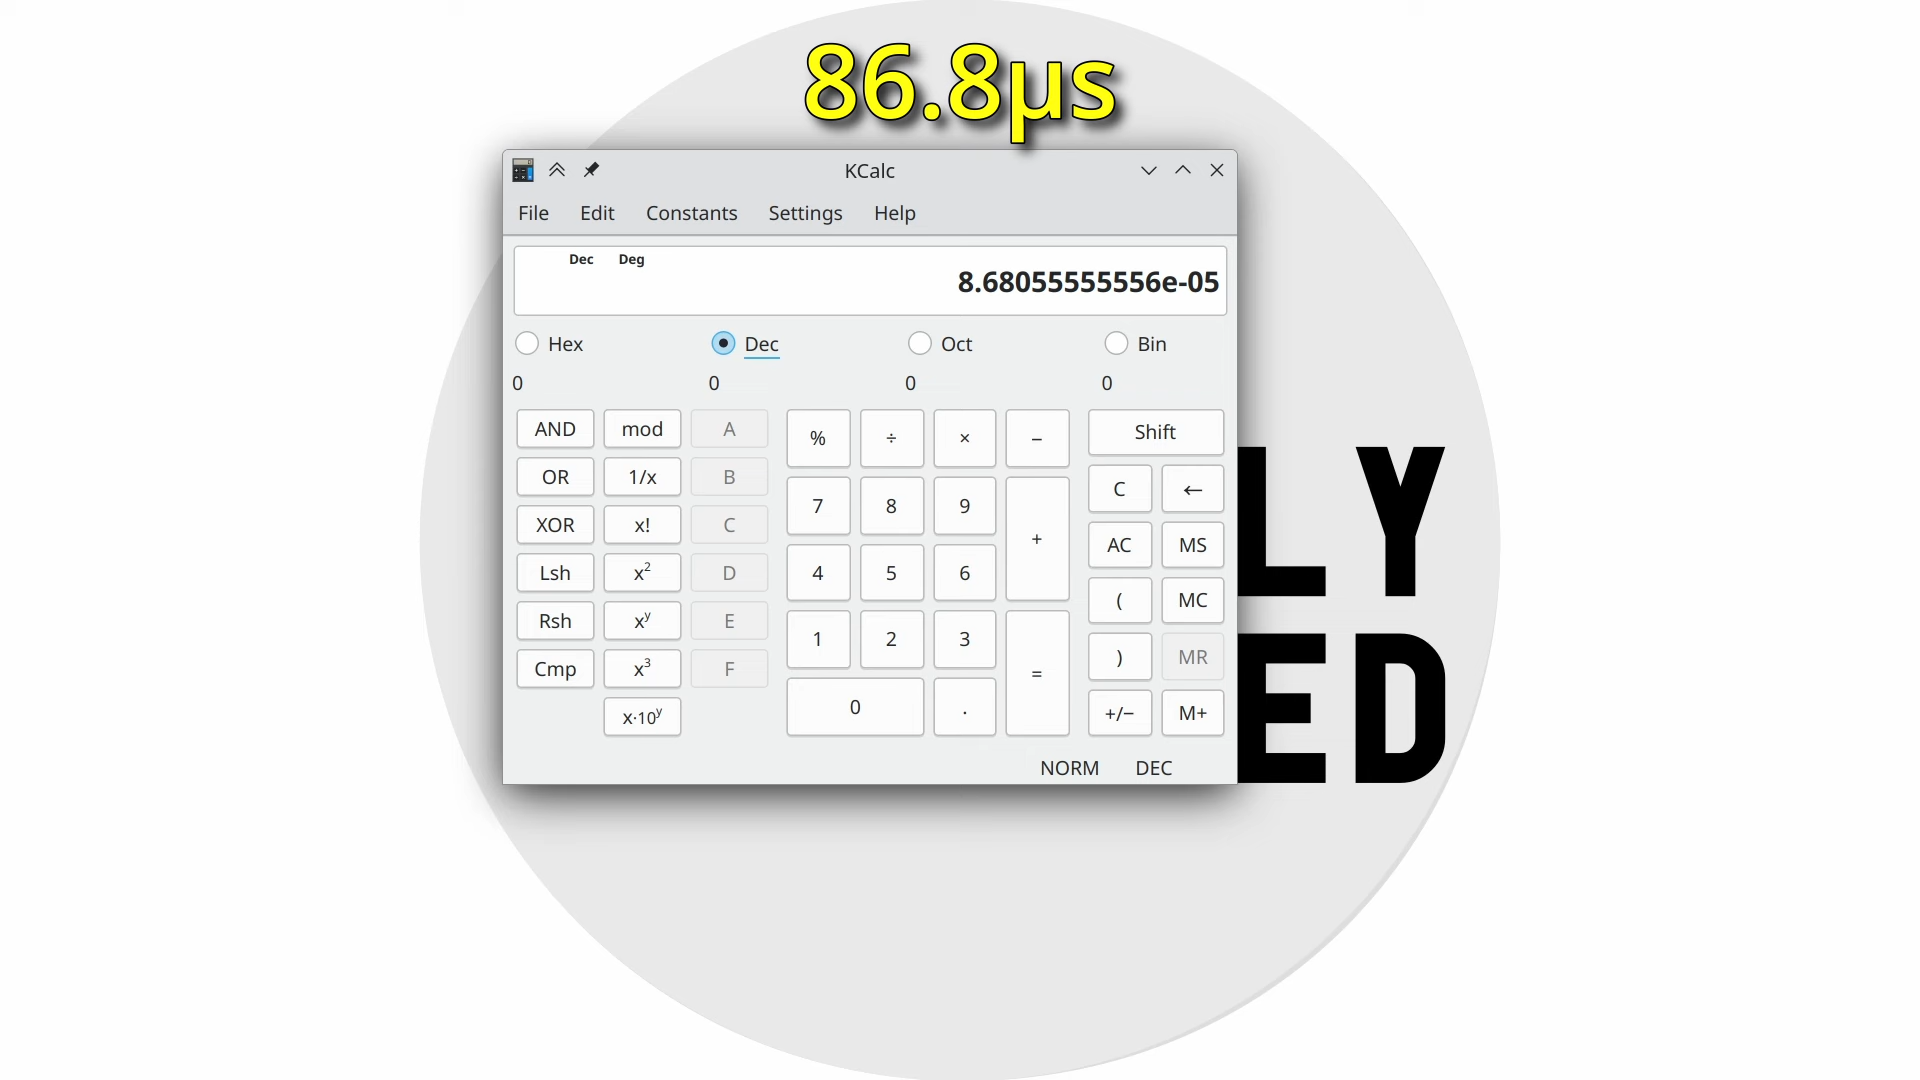 86.8µs
KCalc
File Edit Constants Settings Help
Dec Deg
8.68055555556e-05
Hex Dec Oct Bin
0 0 0 0
AND mod A % ÷ × − Shift
OR 1/x B 7 8 9 + C ←
XOR x! C 4 5 6 AC MS
Lsh x² D 1 2 3 = ( MC
Rsh xʸ E 0 . ) MR
Cmp x³ F +/− M+
x·10ʸ
NORM DEC
LY
ED